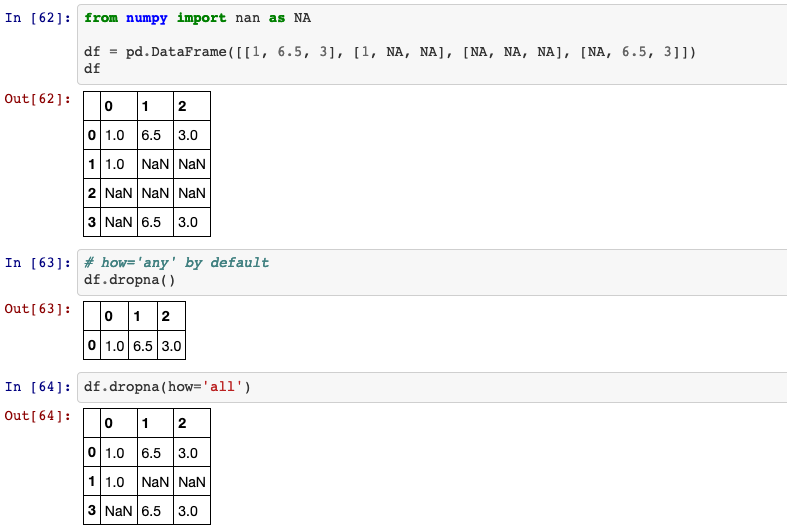 In [62]: from numpy import nan as NA
df = pd.DataFrame([[1, 6.5, 3], [1, NA, NA], [NA, NA, NA], [NA, 6.5, 3]])
df
Out[62]:
0 1 2
0 1.0 6.5 3.0
1 1.0 NaN NaN
2 NaN NaN NaN
3 NaN 6.5 3.0
In [63]: # how='any' by default
df.dropna()
Out[63]:
0 1 2
0 1.0 6.5 3.0
In [64]: df.dropna(how='all')
Out[64]:
0 1 2
0 1.0 6.5 3.0
1 1.0 NaN NaN
3 NaN 6.5 3.0